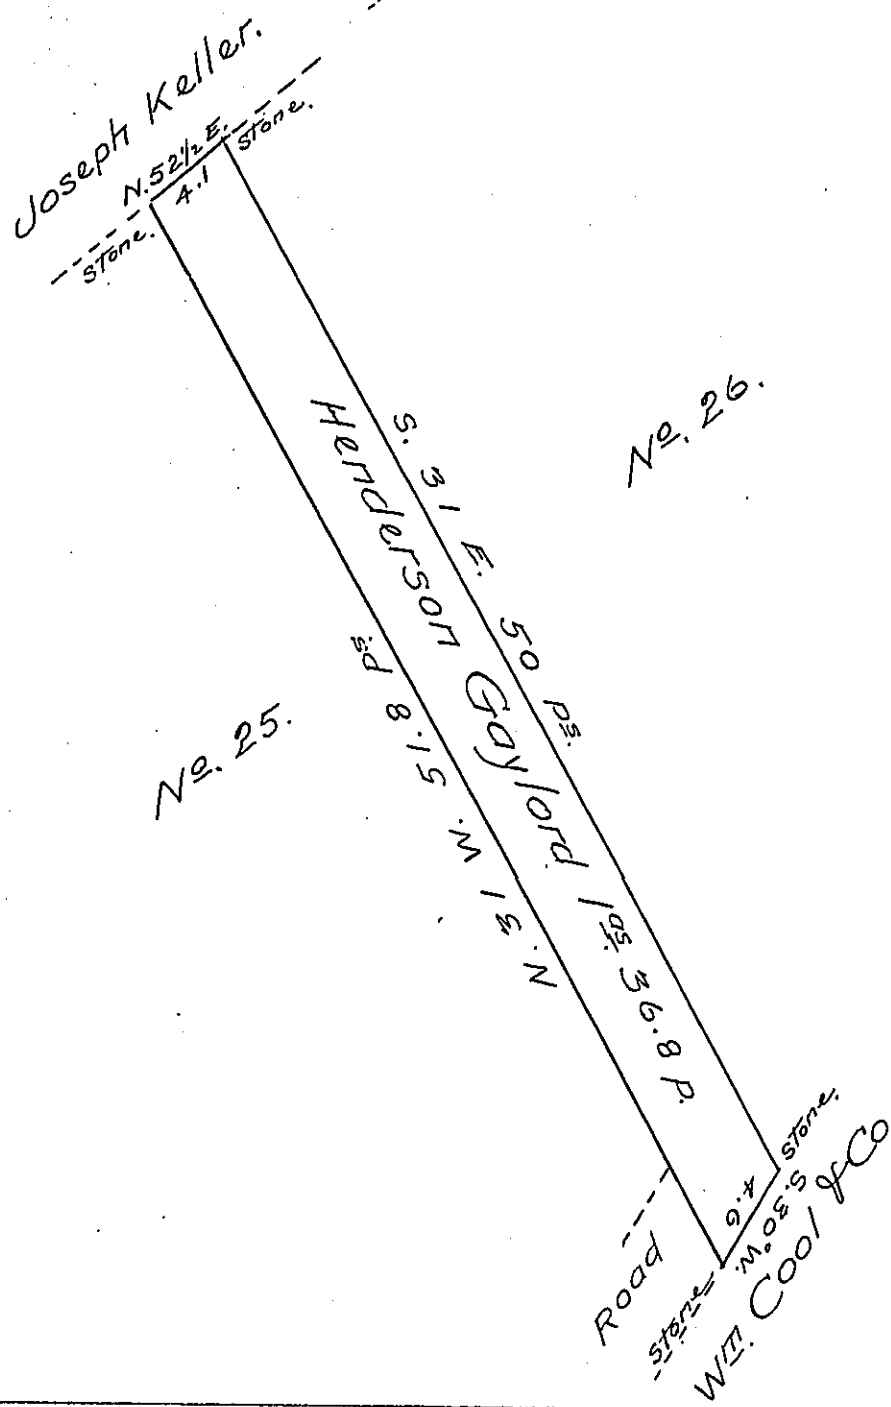 Joseph Keller.
N. 52½ E.
4.1
Stone.
Stone.
S. 31 E. 50 ps.
No. 26.
Henderson Gaylord 1as. 36.8 P.
No. 25.
N. 31 W. 51.8 ps
Stone.
S. 30° W.
4.6
Road
Stone
Wm. Cool & Co